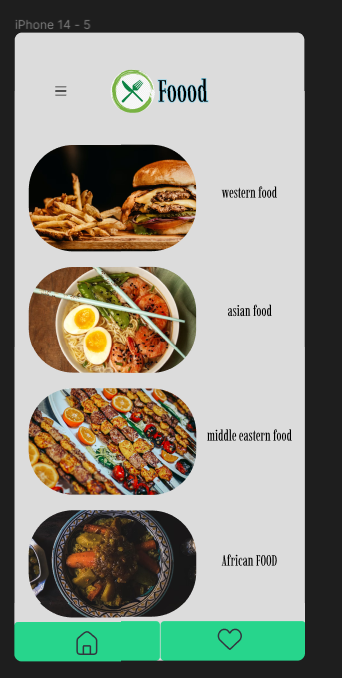 iPhone 14 - 5
Foood
western food
asian food
middle eastern food
African FOOD